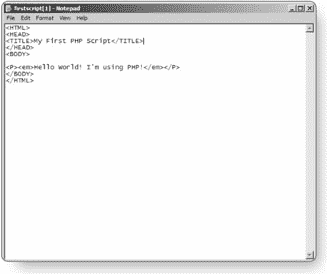 firstscript[1] - Notepad
File Edit Format View Help
<HTML>
<HEAD>
<TITLE>My First PHP Script</TITLE>
</HEAD>
<BODY>
<P><em>Hello World! I'm using PHP!</em></P>
</BODY>
</HTML>